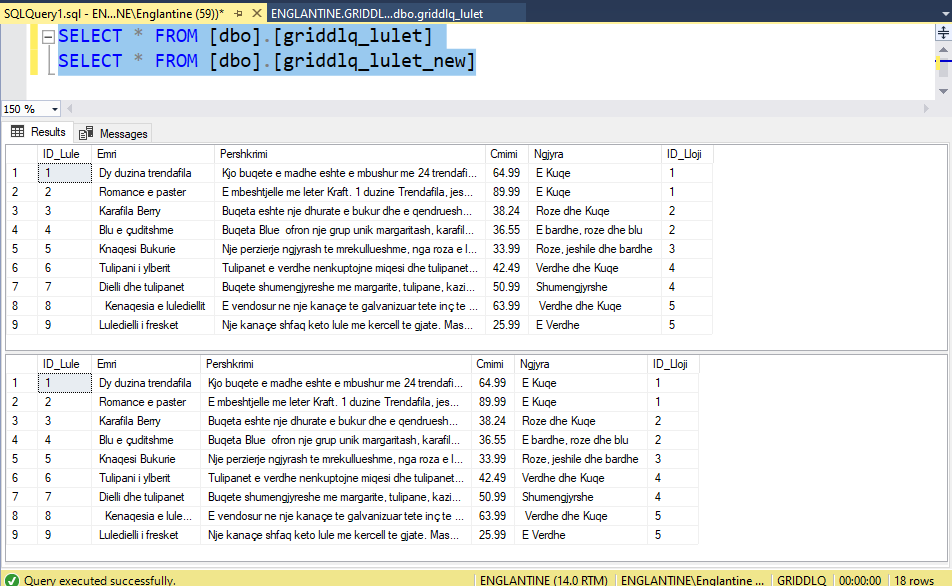 SQLQuery1.sql - EN...NE\Englantine (59))* ENGLANTINE.GRIDDL...dbo.griddlq_lulet
SELECT * FROM [dbo].[griddlq_lulet]
SELECT * FROM [dbo].[griddlq_lulet_new]
150 %
Results Messages
ID_Lule Emri Pershkrimi Cmimi Ngjyra ID_Lloji
1 1 Dy duzina trendafila Kjo buqete e madhe eshte e mbushur me 24 trendafi... 64.99 E Kuqe 1
2 2 Romance e paster E mbeshtjelle me leter Kraft. 1 duzine Trendafila, jes... 89.99 E Kuqe 1
3 3 Karafila Berry Buqeta eshte nje dhurate e bukur dhe e qendruesh... 38.24 Roze dhe Kuqe 2
4 4 Blu e çuditshme Buqeta Blue ofron nje grup unik margaritash, karafil... 36.55 E bardhe, roze dhe blu 2
5 5 Knaqesi Bukurie Nje perzierje ngjyrash te mrekullueshme, nga roza e l... 33.99 Roze, jeshile dhe bardhe 3
6 6 Tulipani i ylberit Tulipanet e verdhe nenkuptojne miqesi dhe tulipanet... 42.49 Verdhe dhe Kuqe 4
7 7 Dielli dhe tulipanet Buqete shumengjyreshe me margarite, tulipane, kazi... 50.99 Shumengjyrshe 4
8 8 Kenaqesia e lulediellit E vendosur ne nje kanaçe te galvanizuar tete inç te ... 63.99 Verdhe dhe Kuqe 5
9 9 Luledielli i fresket Nje kanaçe shfaq keto lule me kercell te gjate. Mas... 25.99 E Verdhe 5
ID_Lule Emri Pershkrimi Cmimi Ngjyra ID_Lloji
1 1 Dy duzina trendafila Kjo buqete e madhe eshte e mbushur me 24 trendafi... 64.99 E Kuqe 1
2 2 Romance e paster E mbeshtjelle me leter Kraft. 1 duzine Trendafila, jes... 89.99 E Kuqe 1
3 3 Karafila Berry Buqeta eshte nje dhurate e bukur dhe e qendruesh... 38.24 Roze dhe Kuqe 2
4 4 Blu e çuditshme Buqeta Blue ofron nje grup unik margaritash, karafil... 36.55 E bardhe, roze dhe blu 2
5 5 Knaqesi Bukurie Nje perzierje ngjyrash te mrekullueshme, nga roza e l... 33.99 Roze, jeshile dhe bardhe 3
6 6 Tulipani i ylberit Tulipanet e verdhe nenkuptojne miqesi dhe tulipanet... 42.49 Verdhe dhe Kuqe 4
7 7 Dielli dhe tulipanet Buqete shumengjyreshe me margarite, tulipane, kazi... 50.99 Shumengjyrshe 4
8 8 Kenaqesia e lule... E vendosur ne nje kanaçe te galvanizuar tete inç te ... 63.99 Verdhe dhe Kuqe 5
9 9 Luledielli i fresket Nje kanaçe shfaq keto lule me kercell te gjate. Mas... 25.99 E Verdhe 5
Query executed successfully. ENGLANTINE (14.0 RTM) ENGLANTINE\Englantine ... GRIDDLQ 00:00:00 18 rows